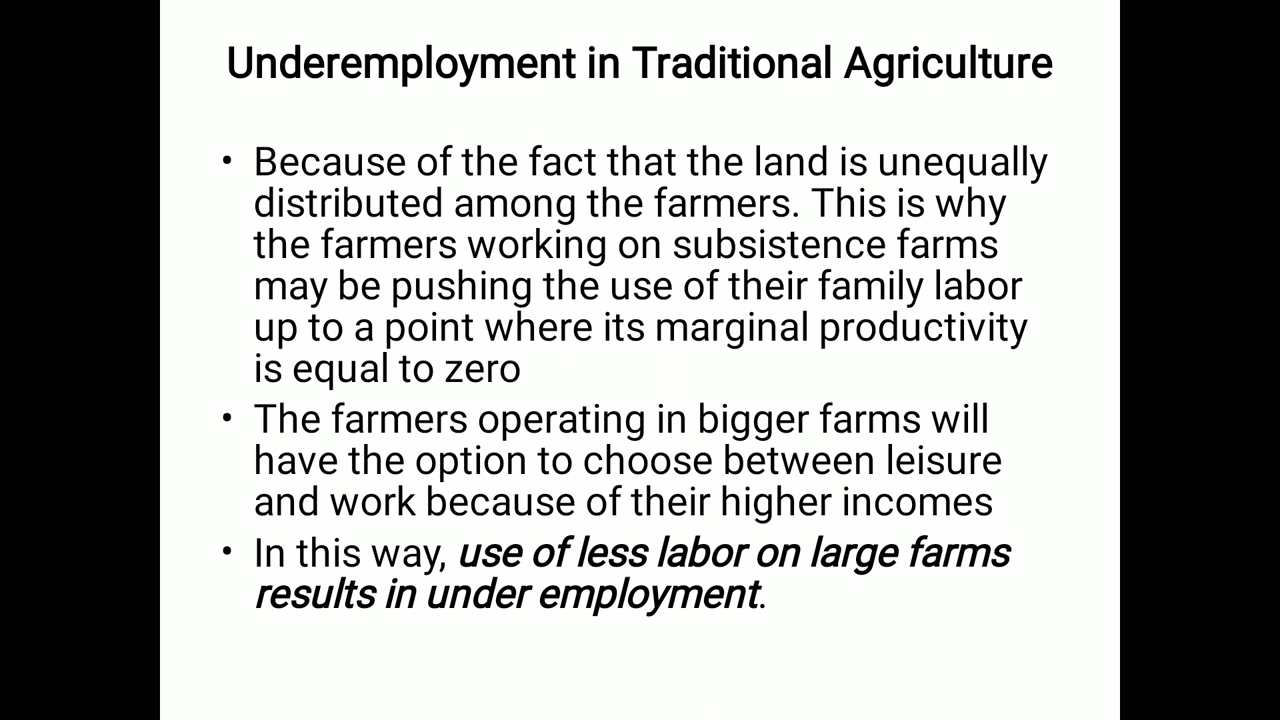 Underemployment in Traditional Agriculture
• Because of the fact that the land is unequally
distributed among the farmers. This is why
the farmers working on subsistence farms
may be pushing the use of their family labor
up to a point where its marginal productivity
is equal to zero
• The farmers operating in bigger farms will
have the option to choose between leisure
and work because of their higher incomes
• In this way, use of less labor on large farms
results in under employment.